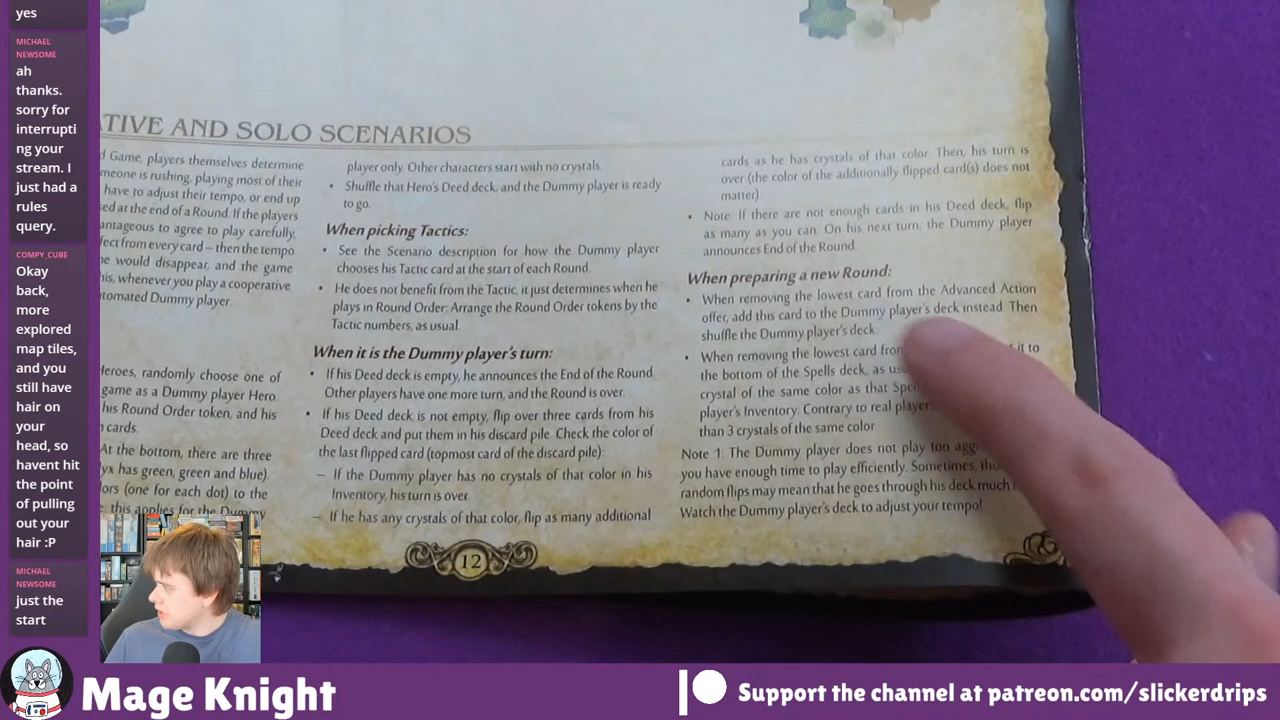 yes
MICHAEL
NEWSOME
ah
thanks.
sorry for
interrupti
ng your
stream. I
just had a
rules
query.
COMPY_CUBE
Okay
back,
more
explored
map tiles,
and you
still have
hair on
your
head, so
havent hit
the point
of pulling
out your
hair :P
MICHAEL
NEWSOME
just the
start
ATIVE AND SOLO SCENARIOS
d Game, players themselves determine
meone is rushing, playing most of their
have to adjust their tempo, or end up
sed at the end of a Round. If the players
antageous to agree to play carefully,
fect from every card – then the tempo
e would disappear, and the game
his, whenever you play a cooperative
tomated Dummy player.
Heroes, randomly choose one of
game as a Dummy player Hero.
his Round Order token, and his
n cards.
At the bottom, there are three
yx has green, green and blue).
lors (one for each dot) to the
this applies for the Dummy
player only. Other characters start with no crystals.
• Shuffle that Hero's Deed deck, and the Dummy player is ready
to go.
When picking Tactics:
• See the Scenario description for how the Dummy player
chooses his Tactic card at the start of each Round.
• He does not benefit from the Tactic, it just determines when he
plays in Round Order: Arrange the Round Order tokens by the
Tactic numbers, as usual.
When it is the Dummy player's turn:
• If his Deed deck is empty, he announces the End of the Round.
Other players have one more turn, and the Round is over.
• If his Deed deck is not empty, flip over three cards from his
Deed deck and put them in his discard pile. Check the color of
the last flipped card (topmost card of the discard pile):
– If the Dummy player has no crystals of that color in his
Inventory, his turn is over.
– If he has any crystals of that color, flip as many additional
cards as he has crystals of that color. Then, his turn is
over (the color of the additionally flipped card(s) does not
matter).
• Note: If there are not enough cards in his Deed deck, flip
as many as you can. On his next turn, the Dummy player
announces End of the Round.
When preparing a new Round:
• When removing the lowest card from the Advanced Action
offer, add this card to the Dummy player's deck instead. Then
shuffle the Dummy player's deck.
• When removing the lowest card from it to
the bottom of the Spells deck, as us
crystal of the same color as that Spel
player's Inventory. Contrary to real player
than 3 crystals of the same color
Note 1: The Dummy player does not play too agg
you have enough time to play efficiently. Sometimes, tho
random flips may mean that he goes through his deck much
Watch the Dummy player's deck to adjust your tempo!
12
Mage Knight
Support the channel at patreon.com/slickerdrips